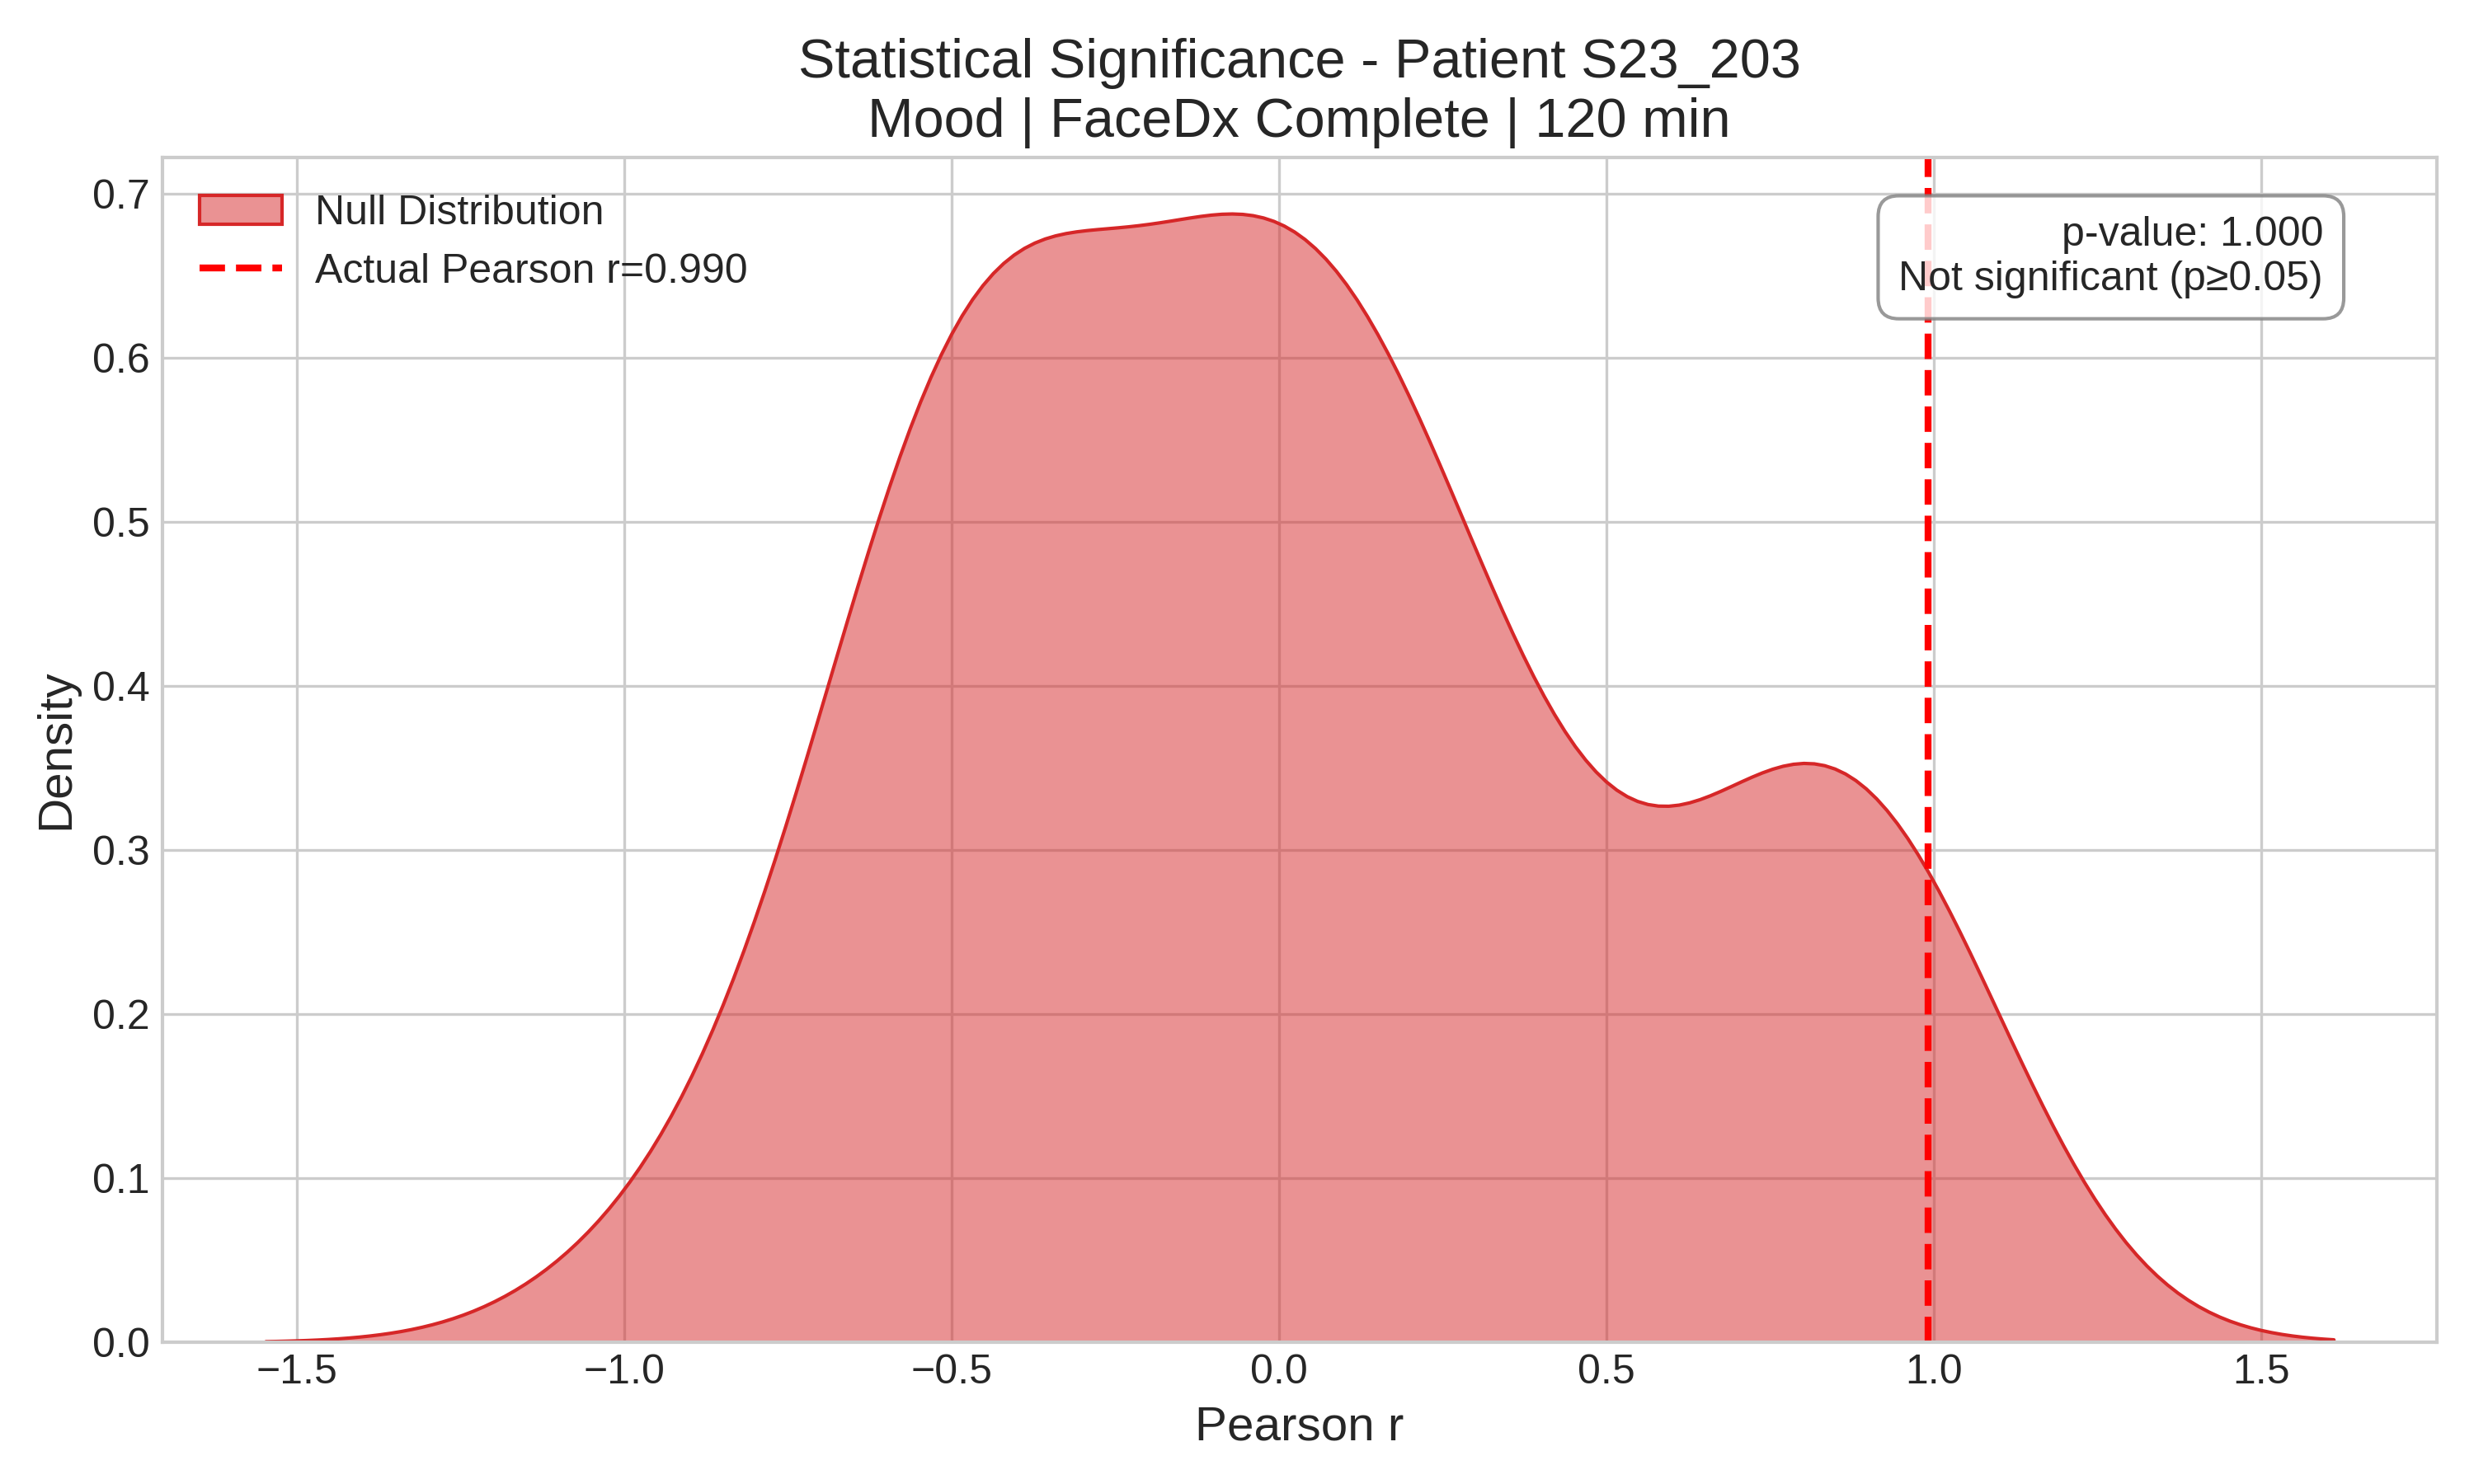 Statistical Significance - Patient S23_203
Mood | FaceDx Complete | 120 min
Null Distribution
Actual Pearson r=0.990
p-value: 1.000
Not significant (p≥0.05)
Density
0.7
0.6
0.5
0.4
0.3
0.2
0.1
0.0
−1.5 −1.0 −0.5 0.0 0.5 1.0 1.5
Pearson r